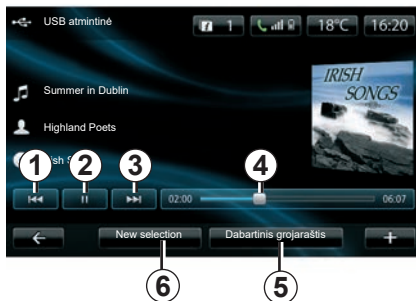 USB atmintinė
1
18°C
16:20
IRISH
SONGS
Summer in Dublin
Highland Poets
1
2
3
4
02:00
06:07
New selection
Dabartinis grojaraštis
+
6
5